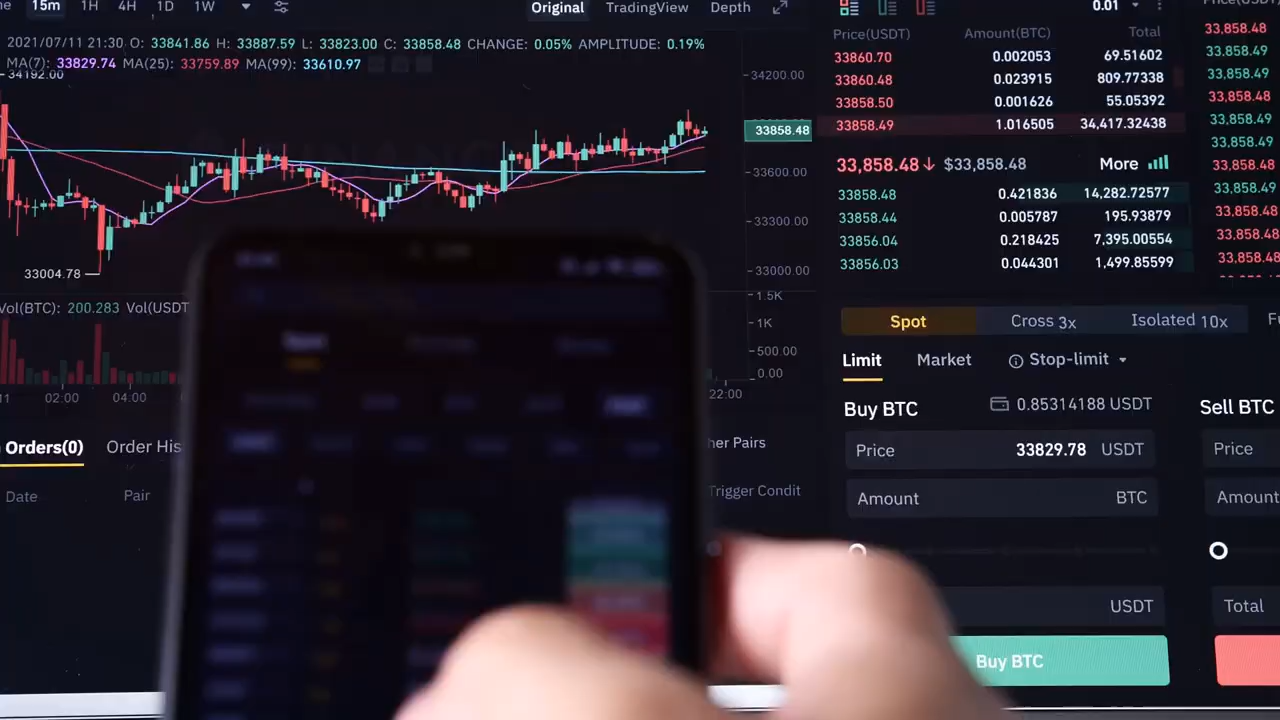 15m 1H 4H 1D 1W
Original TradingView Depth
2021/07/11 21:30 O: 33841.86 H: 33887.59 L: 33823.00 C: 33858.48 CHANGE: 0.05% AMPLITUDE: 0.19%
MA(7): 33829.74 MA(25): 33759.89 MA(99): 33610.97
34192.00
34200.00
33858.48
33600.00
33300.00
33004.78
33000.00
Vol(BTC): 200.283 Vol(USDT
1.5K
1K
500.00
0.00
02:00 04:00 22:00
Orders(0) Order His
her Pairs
Date Pair
Trigger Condit
0.01
Price(USDT) Amount(BTC) Total
33860.70 0.002053 69.51602
33860.48 0.023915 809.77338
33858.50 0.001626 55.05392
33858.49 1.016505 34,417.32438
33,858.48↓ $33,858.48 More
33858.48 0.421836 14,282.72577
33858.44 0.005787 195.93879
33856.04 0.218425 7,395.00554
33856.03 0.044301 1,499.85599
33,858.48
33,858.49
33,858.49
33,858.48
33,858.49
33,858.49
33,858.48
33,858.49
33,858.48
33,858.48
33,858.48
Spot Cross 3x Isolated 10x
Limit Market Stop-limit
Buy BTC 0.85314188 USDT
Price 33829.78 USDT
Amount BTC
USDT
Buy BTC
Sell BTC
Price
Amount
Total